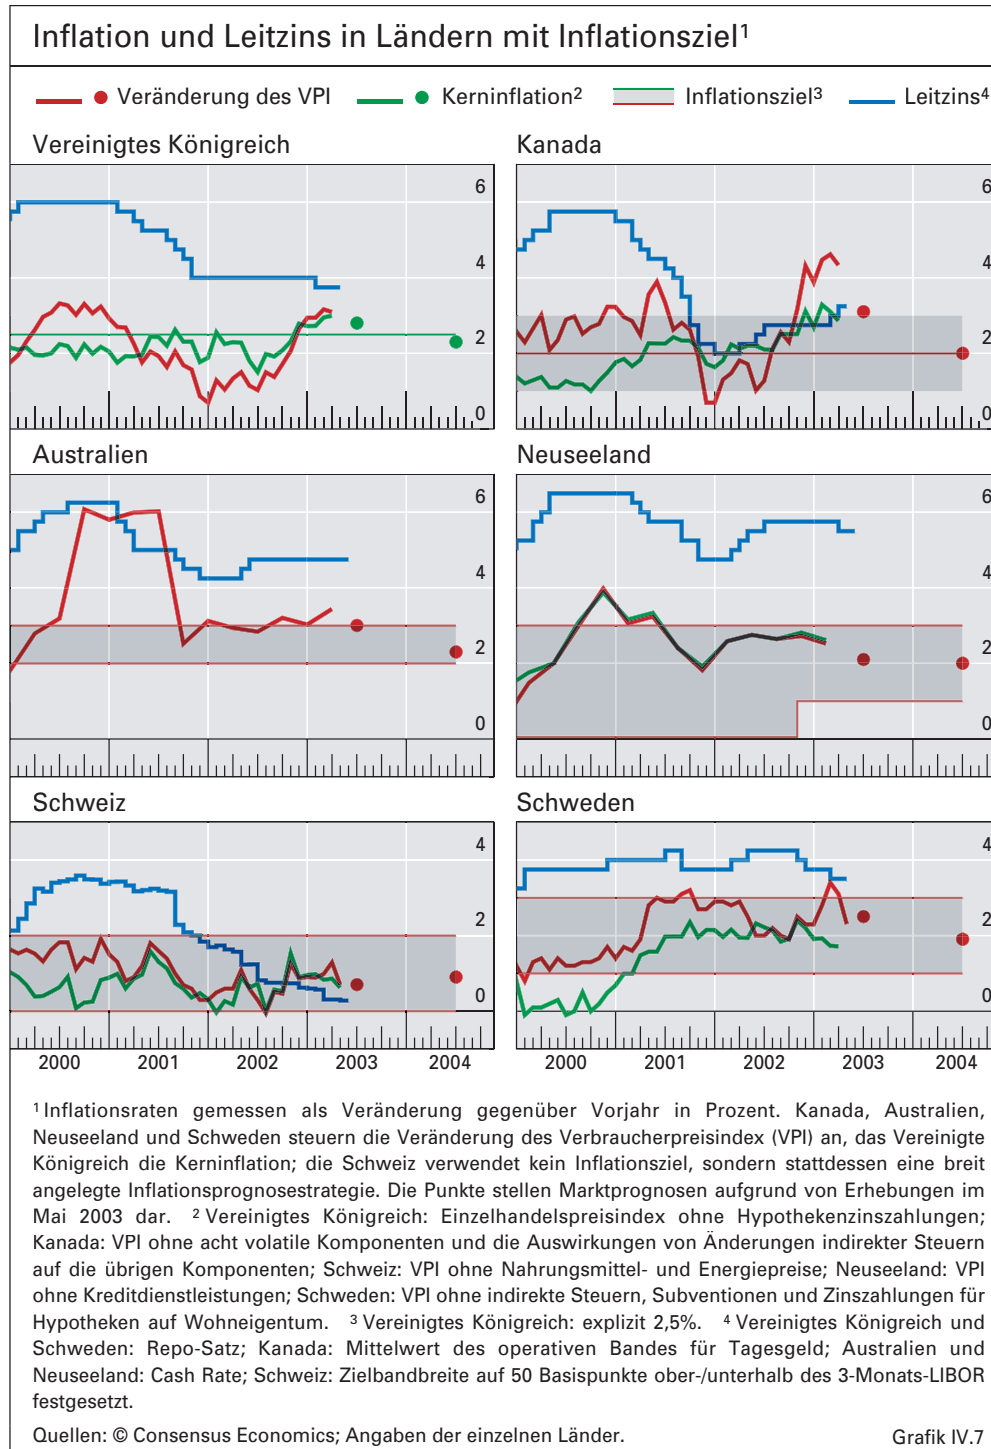 Inflation und Leitzins in Ländern mit Inflationsziel¹
Veränderung des VPI Kerninflation² Inflationsziel³ Leitzins⁴
Vereinigtes Königreich Kanada
6 6
4 4
2 2
0 0
Australien Neuseeland
6 6
4 4
2 2
0 0
Schweiz Schweden
4 4
2 2
0 0
2000 2001 2002 2003 2004 2000 2001 2002 2003 2004
¹ Inflationsraten gemessen als Veränderung gegenüber Vorjahr in Prozent. Kanada, Australien,
Neuseeland und Schweden steuern die Veränderung des Verbraucherpreisindex (VPI) an, das Vereinigte
Königreich die Kerninflation; die Schweiz verwendet kein Inflationsziel, sondern stattdessen eine breit
angelegte Inflationsprognosestrategie. Die Punkte stellen Marktprognosen aufgrund von Erhebungen im
Mai 2003 dar. ² Vereinigtes Königreich: Einzelhandelspreisindex ohne Hypothekenzinszahlungen;
Kanada: VPI ohne acht volatile Komponenten und die Auswirkungen von Änderungen indirekter Steuern
auf die übrigen Komponenten; Schweiz: VPI ohne Nahrungsmittel- und Energiepreise; Neuseeland: VPI
ohne Kreditdienstleistungen; Schweden: VPI ohne indirekte Steuern, Subventionen und Zinszahlungen für
Hypotheken auf Wohneigentum. ³ Vereinigtes Königreich: explizit 2,5%. ⁴ Vereinigtes Königreich und
Schweden: Repo-Satz; Kanada: Mittelwert des operativen Bandes für Tagesgeld; Australien und
Neuseeland: Cash Rate; Schweiz: Zielbandbreite auf 50 Basispunkte ober-/unterhalb des 3-Monats-LIBOR
festgesetzt.
Quellen: © Consensus Economics; Angaben der einzelnen Länder. Grafik IV.7